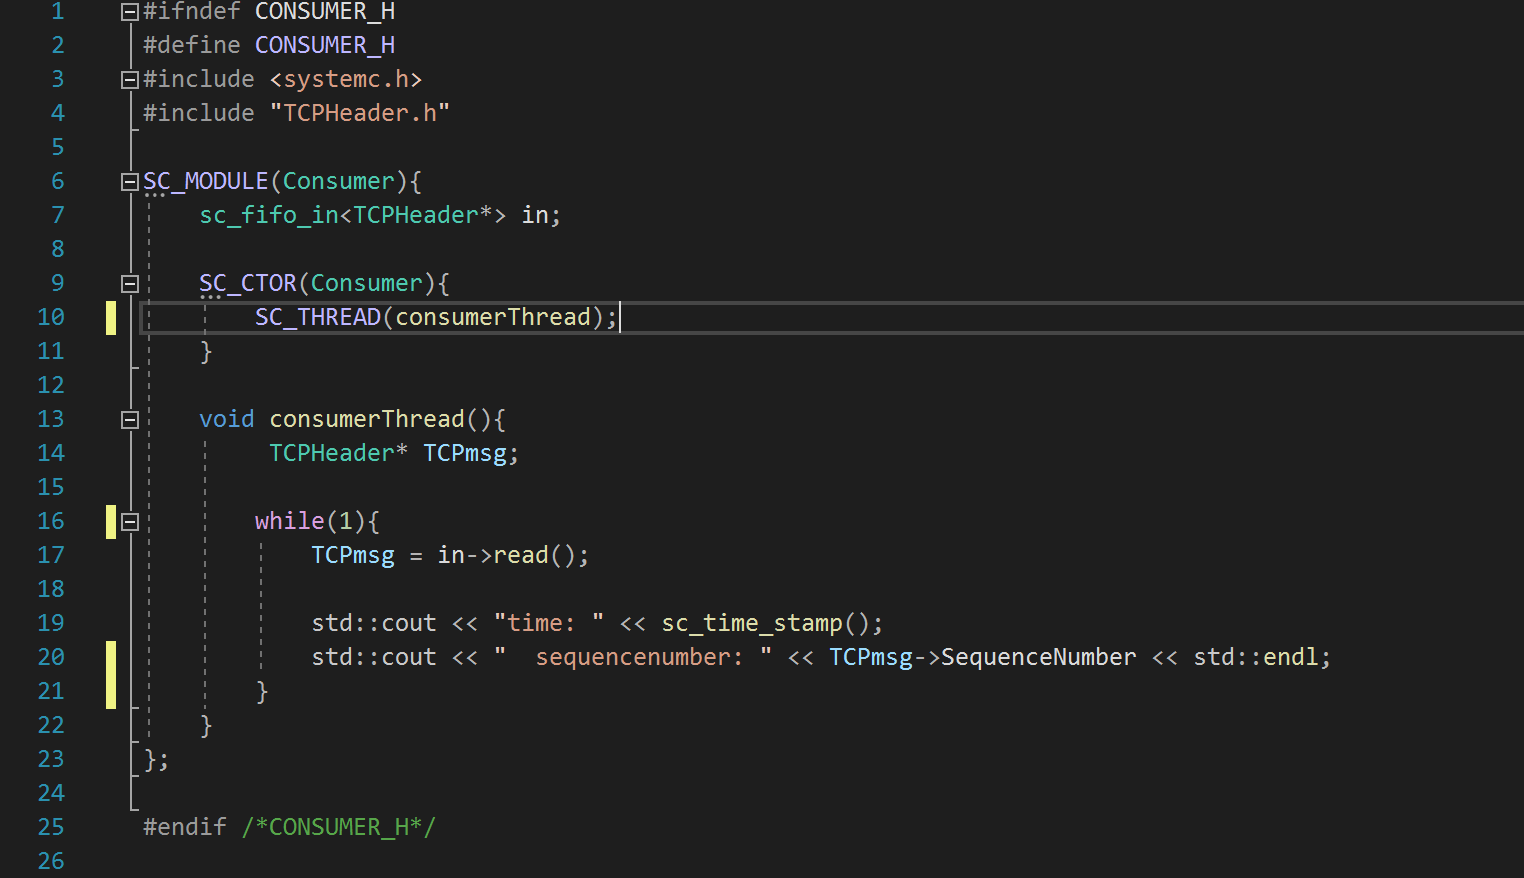 1 #ifndef CONSUMER_H
2 #define CONSUMER_H
3 #include <systemc.h>
4 #include "TCPHeader.h"
5
6 SC_MODULE(Consumer){
7     sc_fifo_in<TCPHeader*> in;
8
9     SC_CTOR(Consumer){
10         SC_THREAD(consumerThread);
11     }
12
13     void consumerThread(){
14          TCPHeader* TCPmsg;
15
16         while(1){
17             TCPmsg = in->read();
18
19             std::cout << "time: " << sc_time_stamp();
20             std::cout << "  sequencenumber: " << TCPmsg->SequenceNumber << std::endl;
21         }
22     }
23 };
24
25 #endif /*CONSUMER_H*/
26